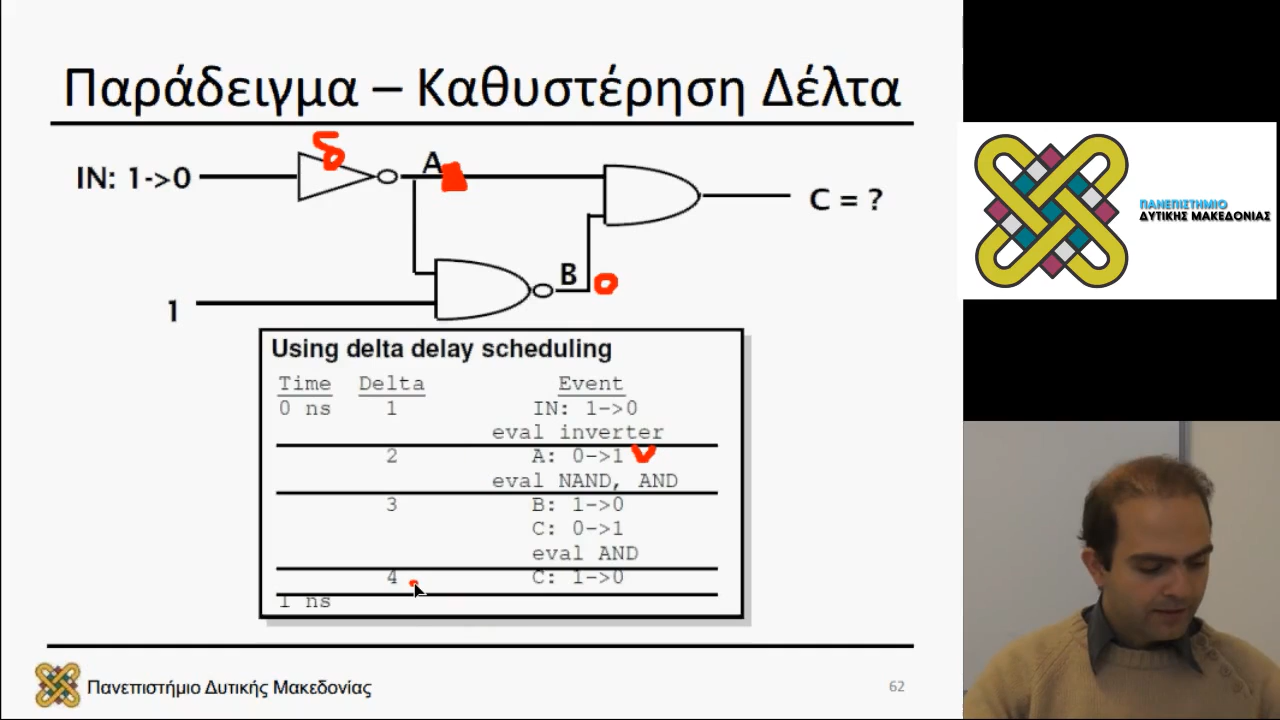 Παράδειγμα – Καθυστέρηση Δέλτα
IN: 1->0
A
C = ?
B
1
Using delta delay scheduling
Time Delta Event
0 ns 1 IN: 1->0
eval inverter
2 A: 0->1
eval NAND, AND
3 B: 1->0
C: 0->1
eval AND
4 C: 1->0
1 ns
Πανεπιστήμιο Δυτικής Μακεδονίας
62
ΠΑΝΕΠΙΣΤΗΜΙΟ
ΔΥΤΙΚΗΣ ΜΑΚΕΔΟΝΙΑΣ